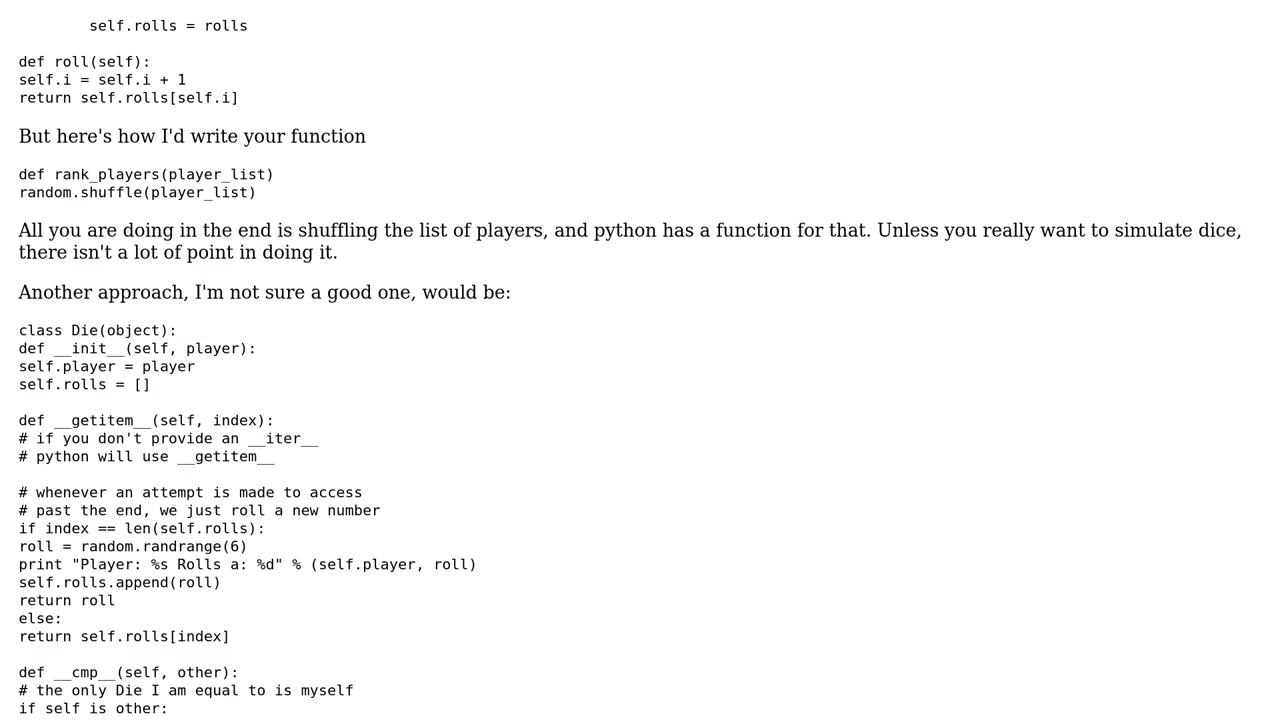 self.rolls = rolls
def roll(self):
self.i = self.i + 1
return self.rolls[self.i]
But here's how I'd write your function
def rank_players(player_list)
random.shuffle(player_list)
All you are doing in the end is shuffling the list of players, and python has a function for that. Unless you really want to simulate dice,
there isn't a lot of point in doing it.
Another approach, I'm not sure a good one, would be:
class Die(object):
def __init__(self, player):
self.player = player
self.rolls = []
def __getitem__(self, index):
# if you don't provide an __iter__
# python will use __getitem__
# whenever an attempt is made to access
# past the end, we just roll a new number
if index == len(self.rolls):
roll = random.randrange(6)
print "Player: %s Rolls a: %d" % (self.player, roll)
self.rolls.append(roll)
return roll
else:
return self.rolls[index]
def __cmp__(self, other):
# the only Die I am equal to is myself
if self is other: